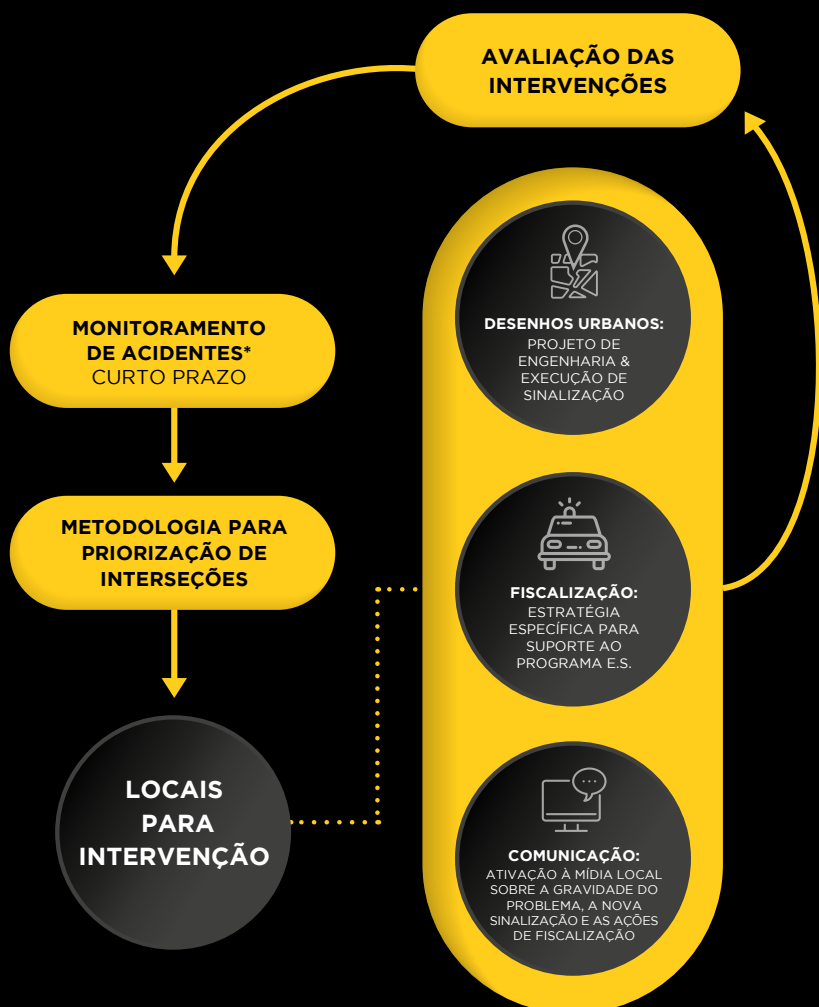 AVALIAÇÃO DAS
INTERVENÇÕES
MONITORAMENTO
DE ACIDENTES*
CURTO PRAZO
METODOLOGIA PARA
PRIORIZAÇÃO DE
INTERSEÇÕES
LOCAIS
PARA
INTERVENÇÃO
DESENHOS URBANOS:
PROJETO DE
ENGENHARIA &
EXECUÇÃO DE
SINALIZAÇÃO
FISCALIZAÇÃO:
ESTRATÉGIA
ESPECÍFICA PARA
SUPORTE AO
PROGRAMA E.S.
COMUNICAÇÃO:
ATIVAÇÃO À MÍDIA LOCAL
SOBRE A GRAVIDADE DO
PROBLEMA, A NOVA
SINALIZAÇÃO E AS AÇÕES
DE FISCALIZAÇÃO